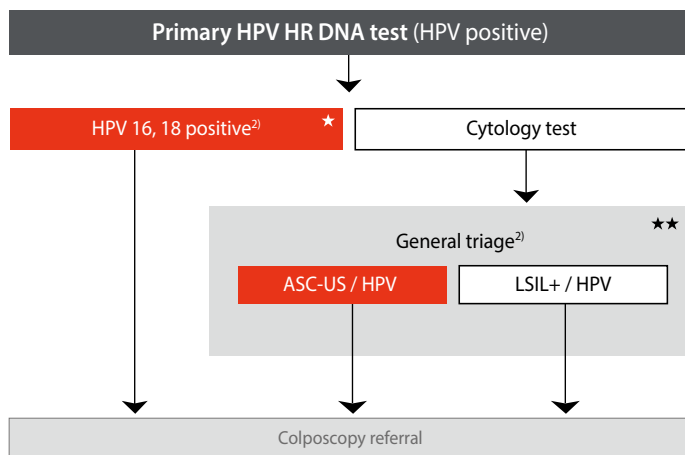 Primary HPV HR DNA test (HPV positive)
HPV 16, 18 positive2) ★
Cytology test
★★
General triage2)
ASC-US / HPV
LSIL+ / HPV
Colposcopy referral